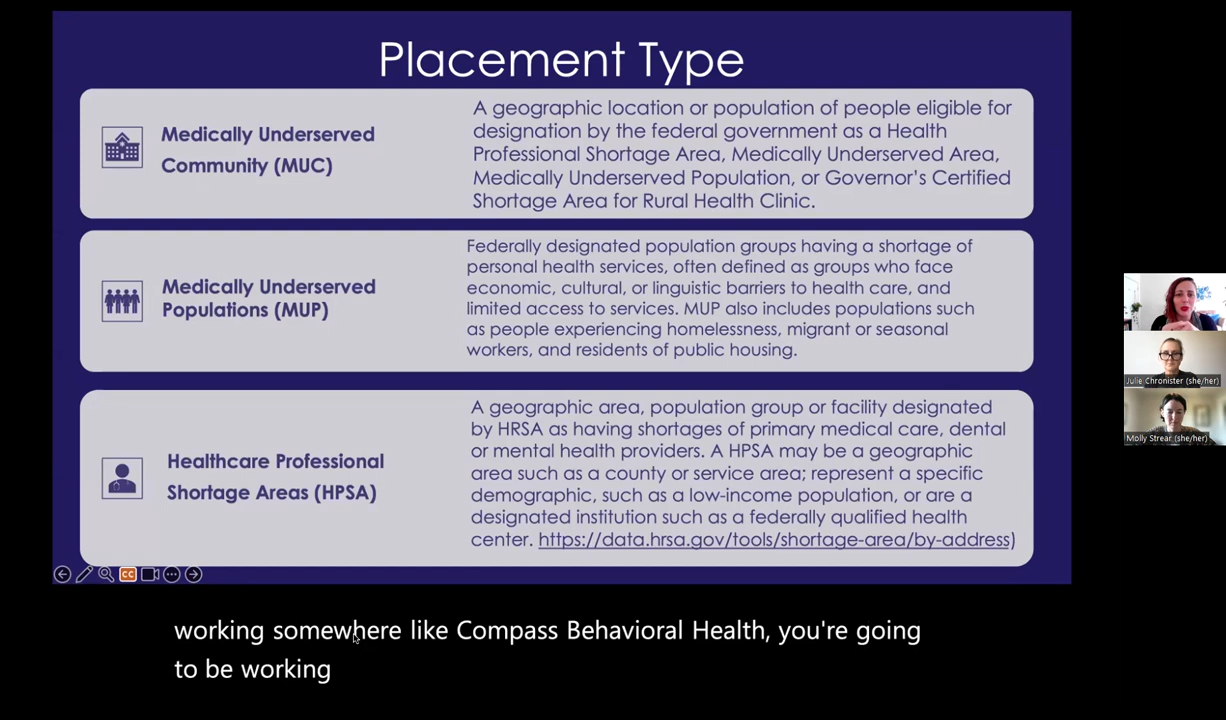 Placement Type
Medically Underserved
Community (MUC)
A geographic location or population of people eligible for
designation by the federal government as a Health
Professional Shortage Area, Medically Underserved Area,
Medically Underserved Population, or Governor's Certified
Shortage Area for Rural Health Clinic.
Medically Underserved
Populations (MUP)
Federally designated population groups having a shortage of
personal health services, often defined as groups who face
economic, cultural, or linguistic barriers to health care, and
limited access to services. MUP also includes populations such
as people experiencing homelessness, migrant or seasonal
workers, and residents of public housing.
Healthcare Professional
Shortage Areas (HPSA)
A geographic area, population group or facility designated
by HRSA as having shortages of primary medical care, dental
or mental health providers. A HPSA may be a geographic
area such as a county or service area; represent a specific
demographic, such as a low-income population, or are a
designated institution such as a federally qualified health
center. https://data.hrsa.gov/tools/shortage-area/by-address)
CC
Julie Chronister (she/her)
Molly Strear (she/her)
working somewhere like Compass Behavioral Health, you're going
to be working